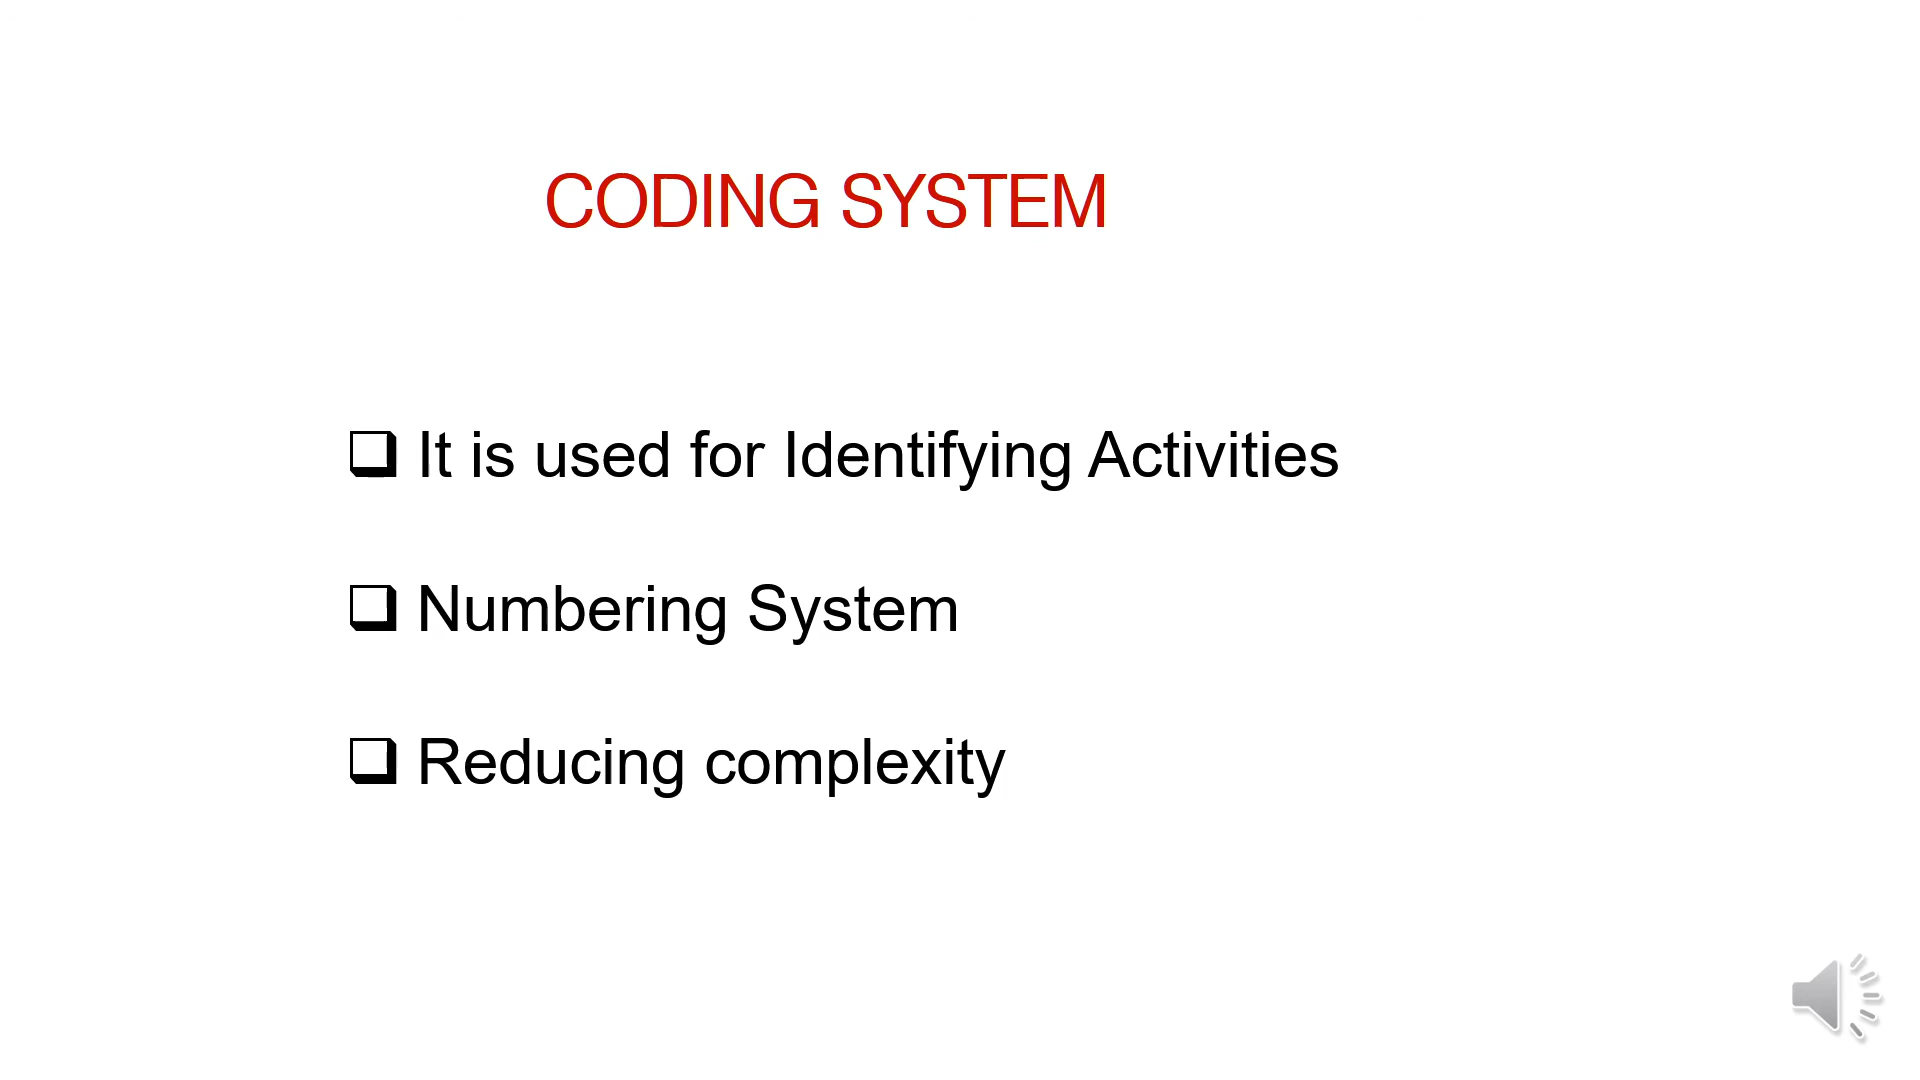 CODING SYSTEM
❑ It is used for Identifying Activities
❑ Numbering System
❑ Reducing complexity